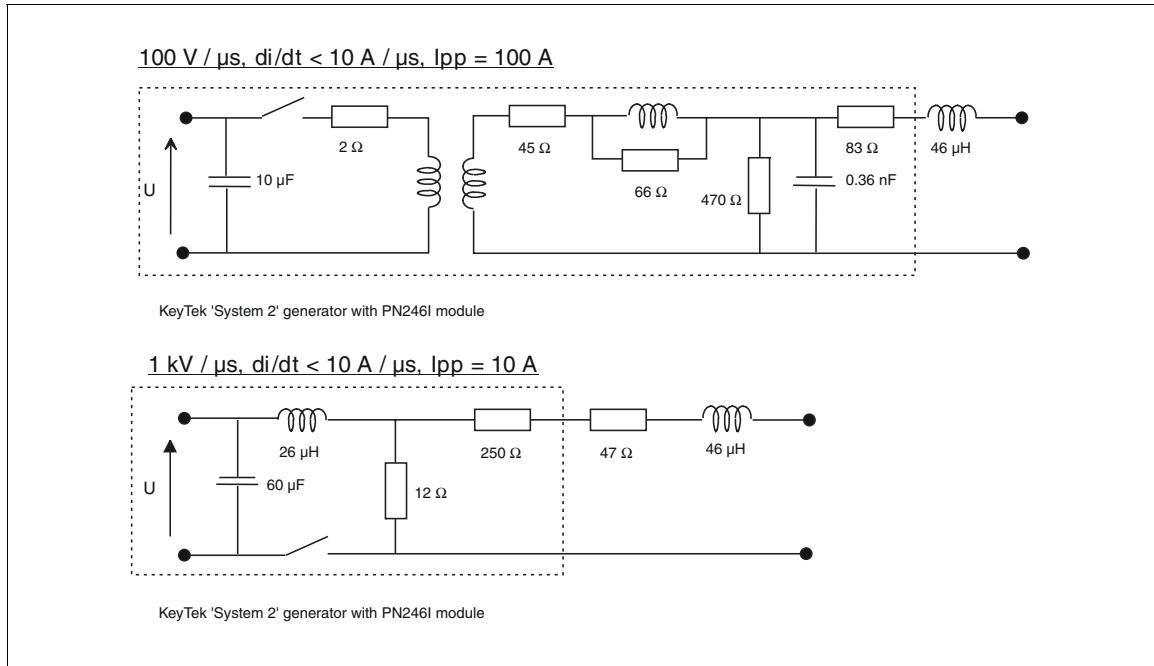 100 V / µs, di/dt < 10 A / µs, Ipp = 100 A
2 Ω
45 Ω
83 Ω
46 µH
U
10 µF
66 Ω
470 Ω
0.36 nF
KeyTek 'System 2' generator with PN246I module
1 kV / µs, di/dt < 10 A / µs, Ipp = 10 A
26 µH
250 Ω
47 Ω
46 µH
U
60 µF
12 Ω
KeyTek 'System 2' generator with PN246I module